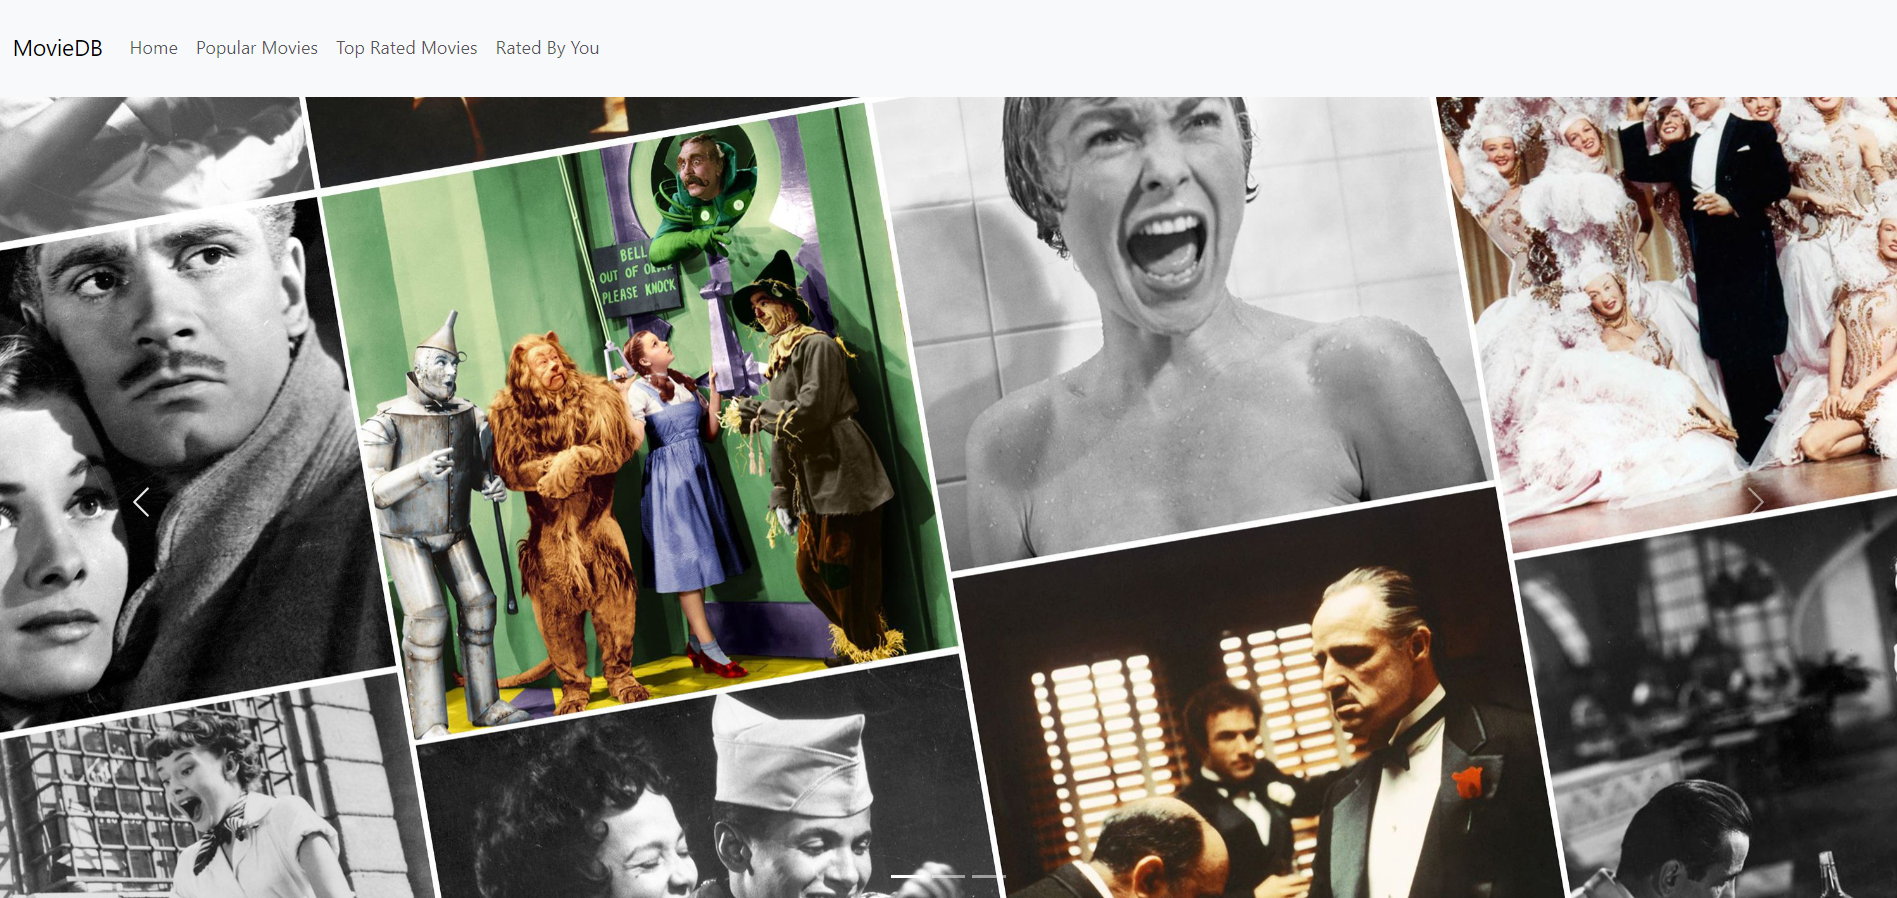 MovieDB Home Popular Movies Top Rated Movies Rated By You
BELL
OUT OF ORDER
PLEASE KNOCK